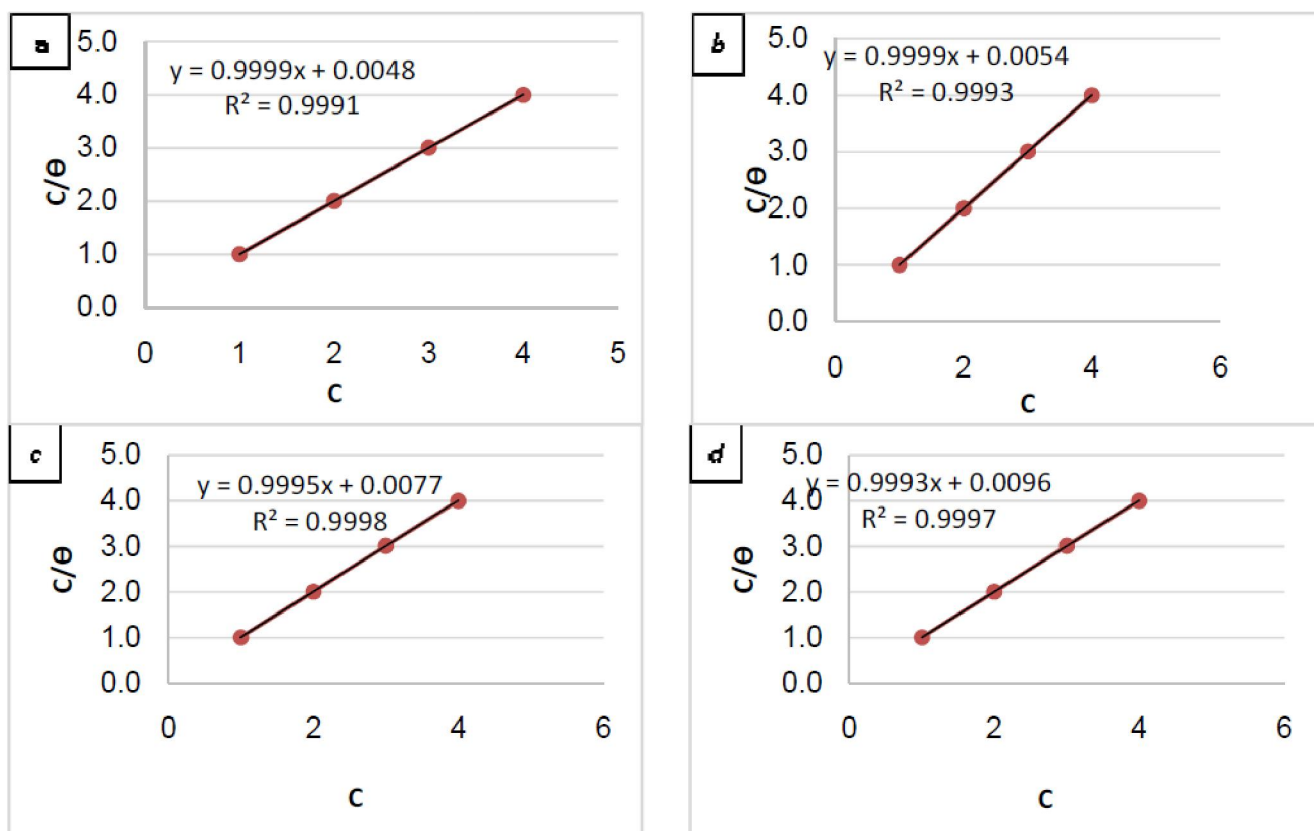 a
5.0
y = 0.9999x + 0.0048
R² = 0.9991
4.0
3.0
2.0
1.0
0.0
C/Θ
0 1 2 3 4 5
C
b
5.0
y = 0.9999x + 0.0054
R² = 0.9993
4.0
3.0
2.0
1.0
0.0
C/Θ
0 2 4 6
C
c
5.0
y = 0.9995x + 0.0077
4.0
R² = 0.9998
3.0
2.0
1.0
0.0
C/Θ
0 2 4 6
C
d
5.0
y = 0.9993x + 0.0096
4.0
R² = 0.9997
3.0
2.0
1.0
0.0
C/Θ
0 2 4 6
C